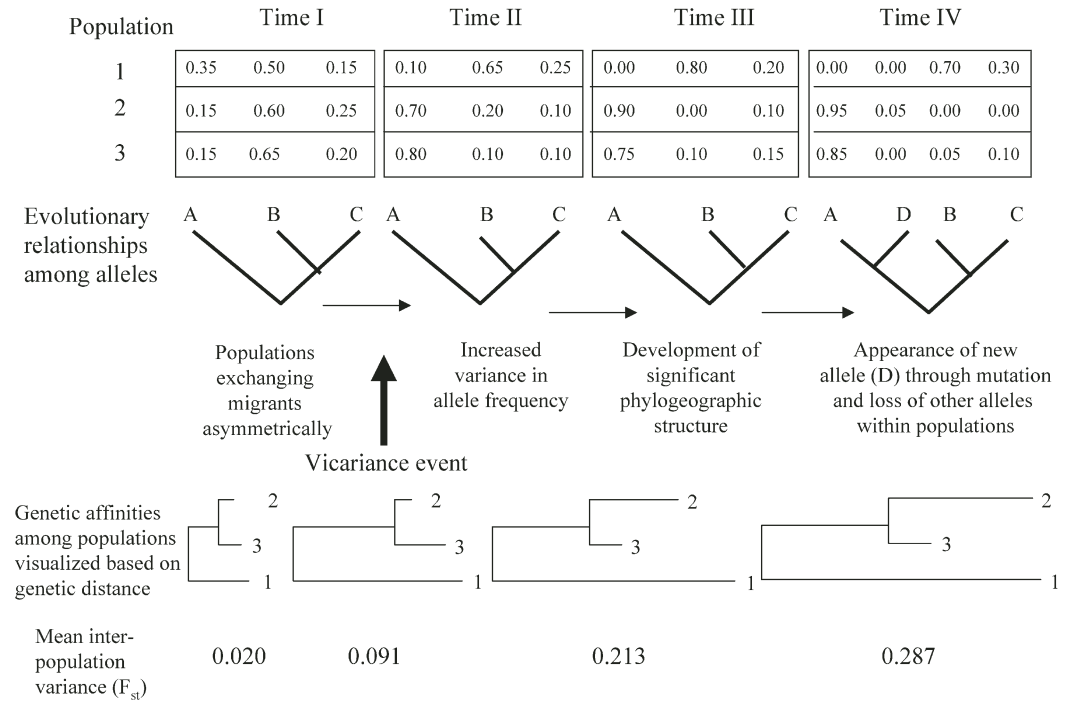 Population Time I Time II Time III Time IV
1 0.35 0.50 0.15 0.10 0.65 0.25 0.00 0.80 0.20 0.00 0.00 0.70 0.30
2 0.15 0.60 0.25 0.70 0.20 0.10 0.90 0.00 0.10 0.95 0.05 0.00 0.00
3 0.15 0.65 0.20 0.80 0.10 0.10 0.75 0.10 0.15 0.85 0.00 0.05 0.10
Evolutionary
relationships
among alleles
A B C A B C A B C A D B C
Populations
exchanging
migrants
asymmetrically
Increased
variance in
allele frequency
Development of
significant
phylogeographic
structure
Appearance of new
allele (D) through mutation
and loss of other alleles
within populations
Vicariance event
Genetic affinities
among populations
visualized based on
genetic distance
2 2 2 2
3 3 3 3
1 1 1 1
Mean inter-
population
variance (Fst)
0.020 0.091 0.213 0.287